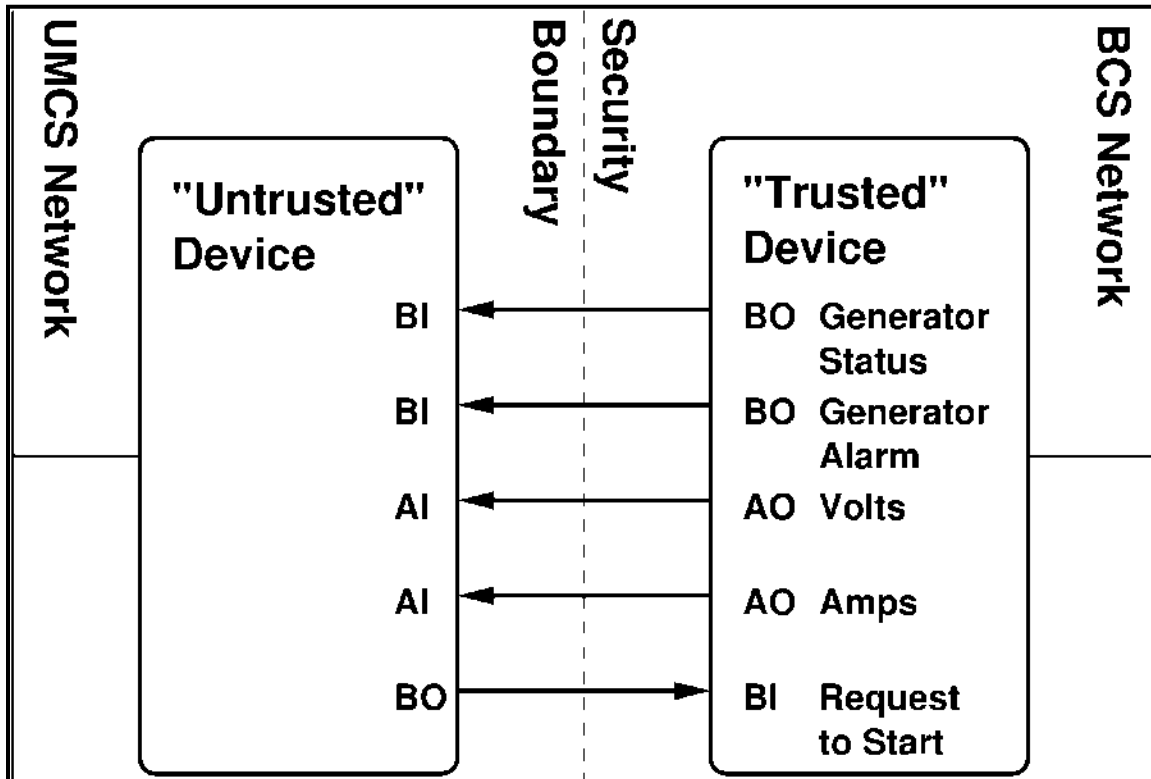 UMCS Network
Boundary
Security
BCS Network
"Untrusted"
Device
"Trusted"
Device
BI
BO Generator
Status
BI
BO Generator
Alarm
AI
AO Volts
AI
AO Amps
BO
BI Request
to Start